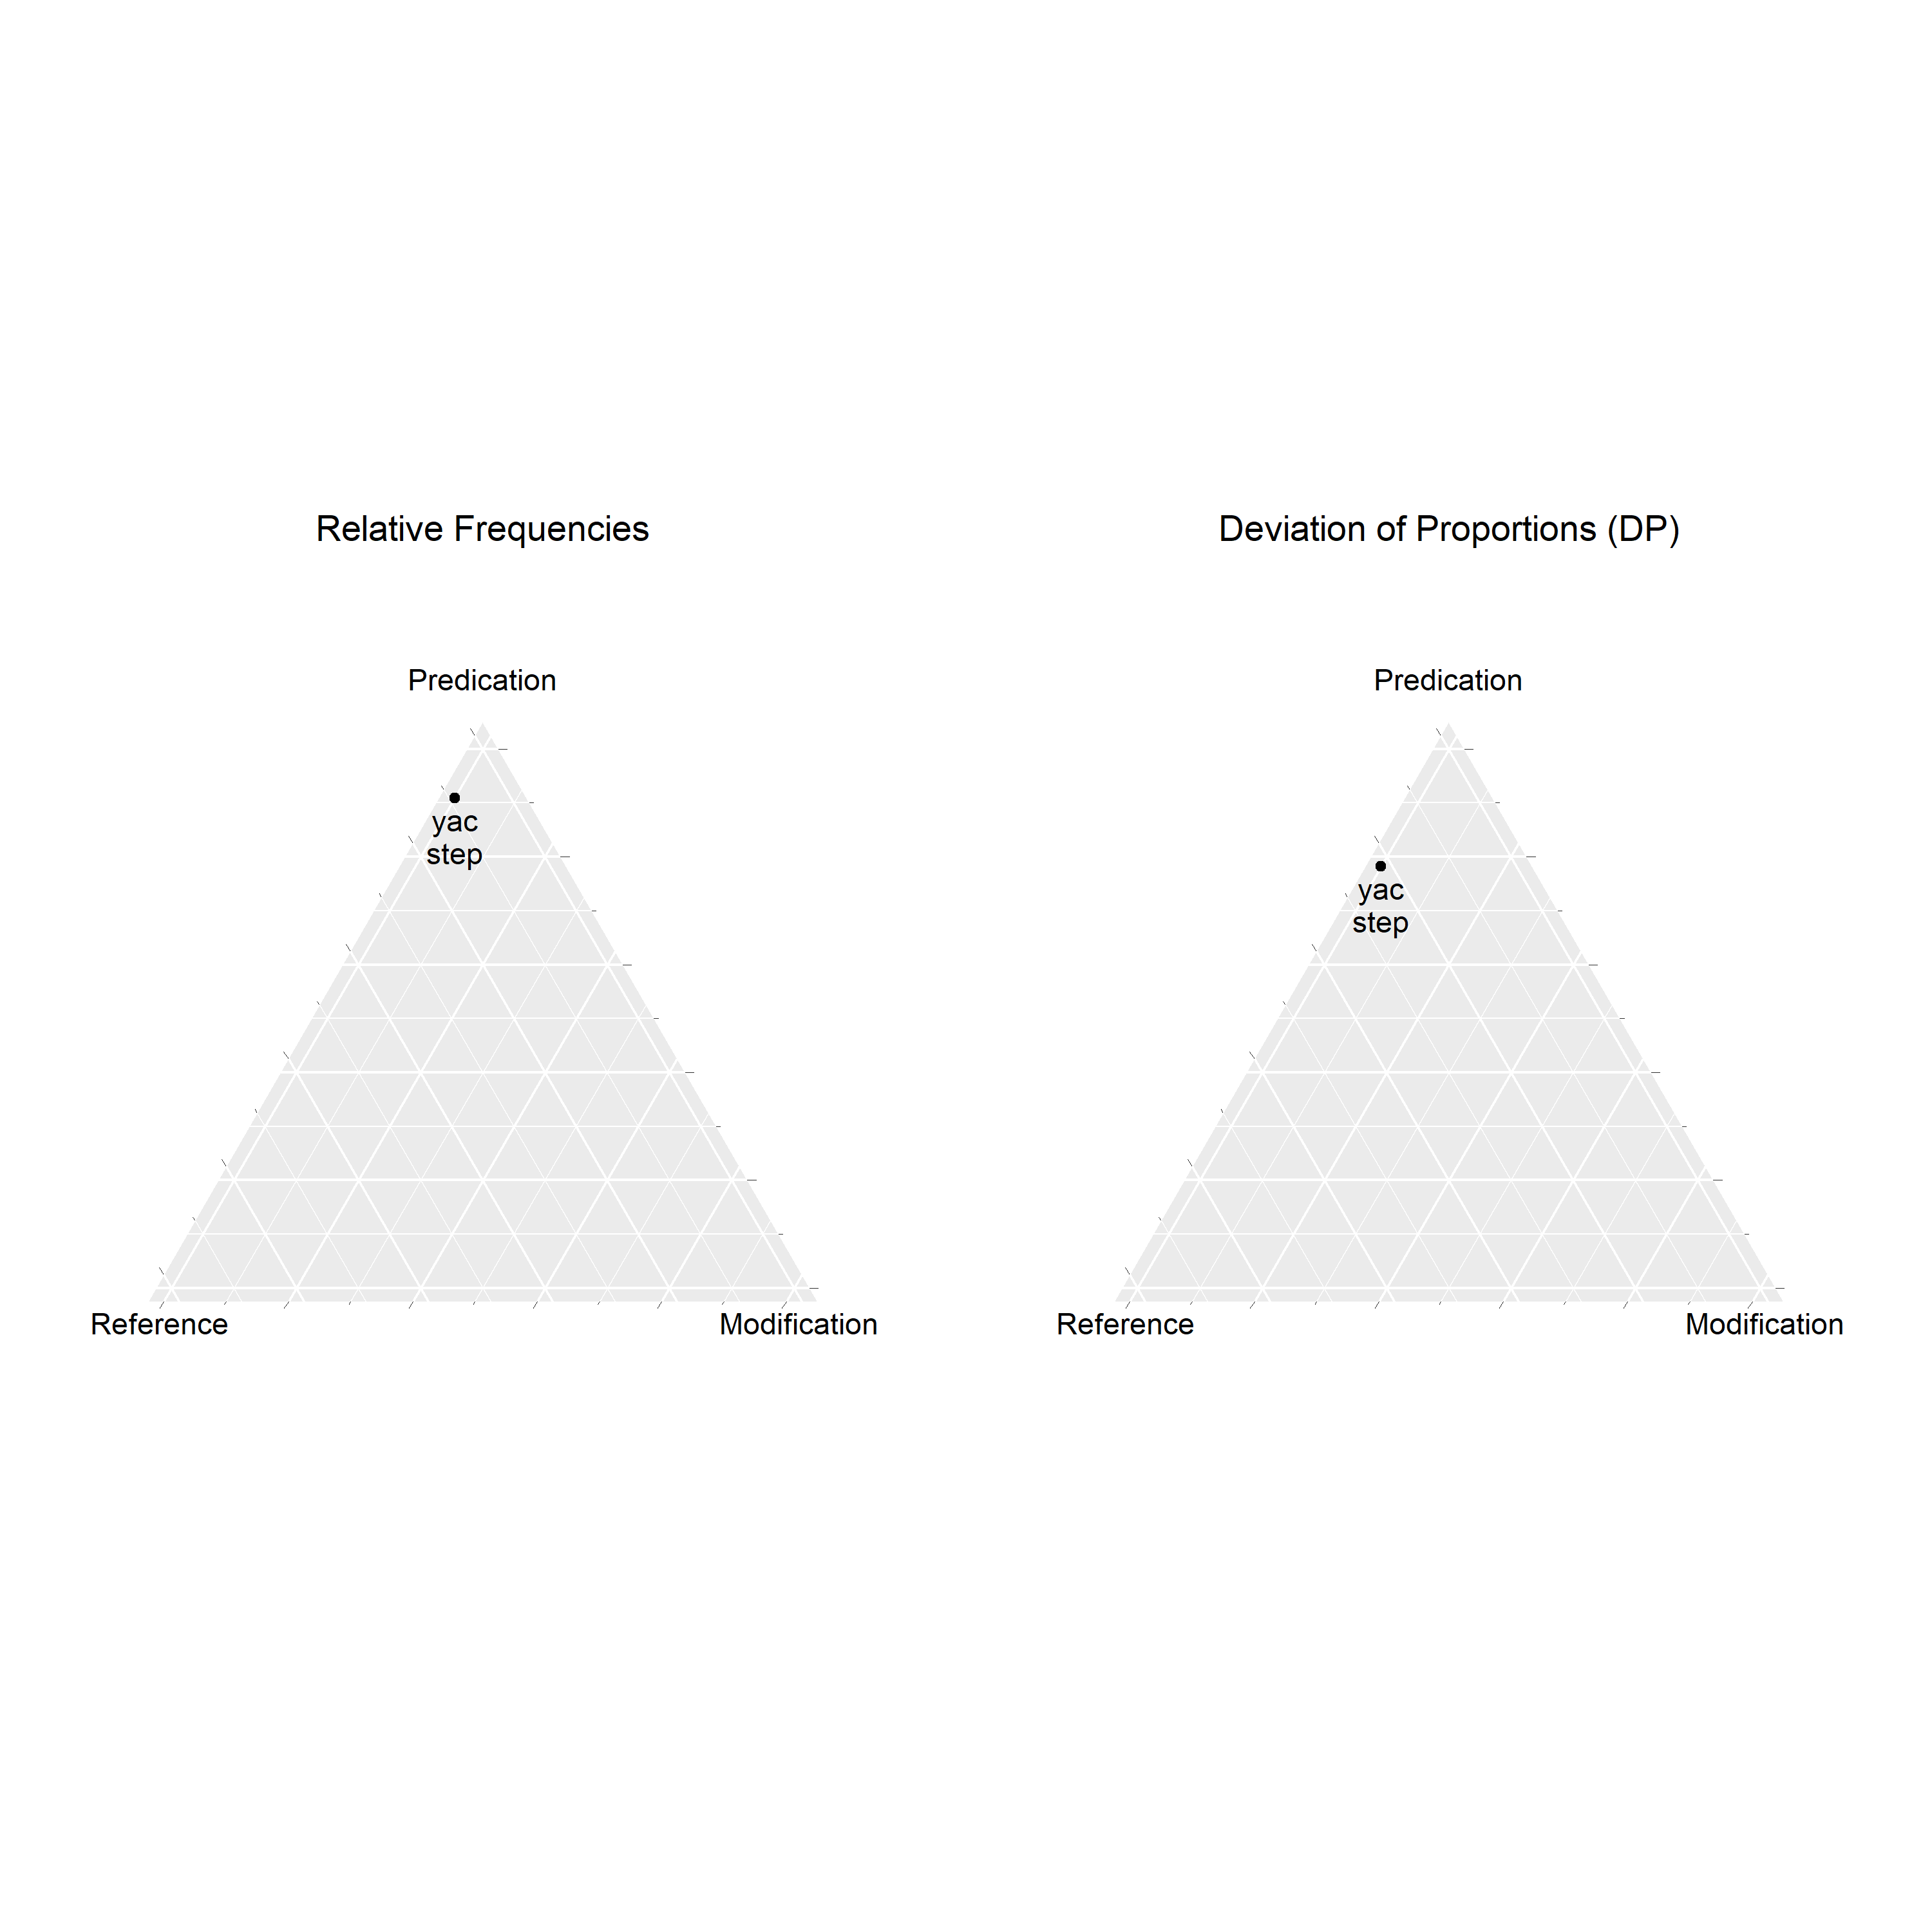 Relative Frequencies
Predication
yac
step
Reference
Modification
Deviation of Proportions (DP)
Predication
yac
step
Reference
Modification